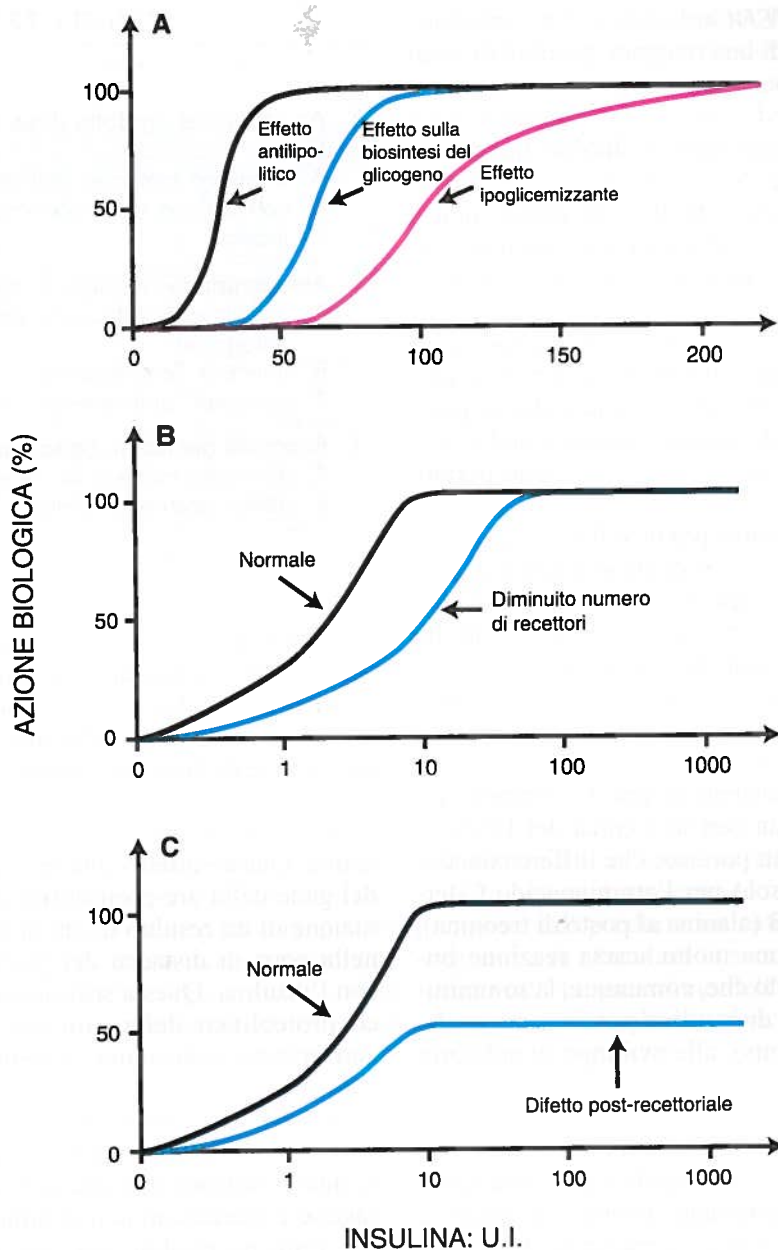 A
100
50
0
Effetto
antilipo-
litico
Effetto sulla
biosintesi del
glicogeno
Effetto
ipoglicemizzante
0
50
100
150
200
AZIONE BIOLOGICA (%)
B
100
50
0
Normale
Diminuito numero
di recettori
0
1
10
100
1000
C
100
50
0
Normale
Difetto post-recettoriale
0
1
10
100
1000
INSULINA: U.I.